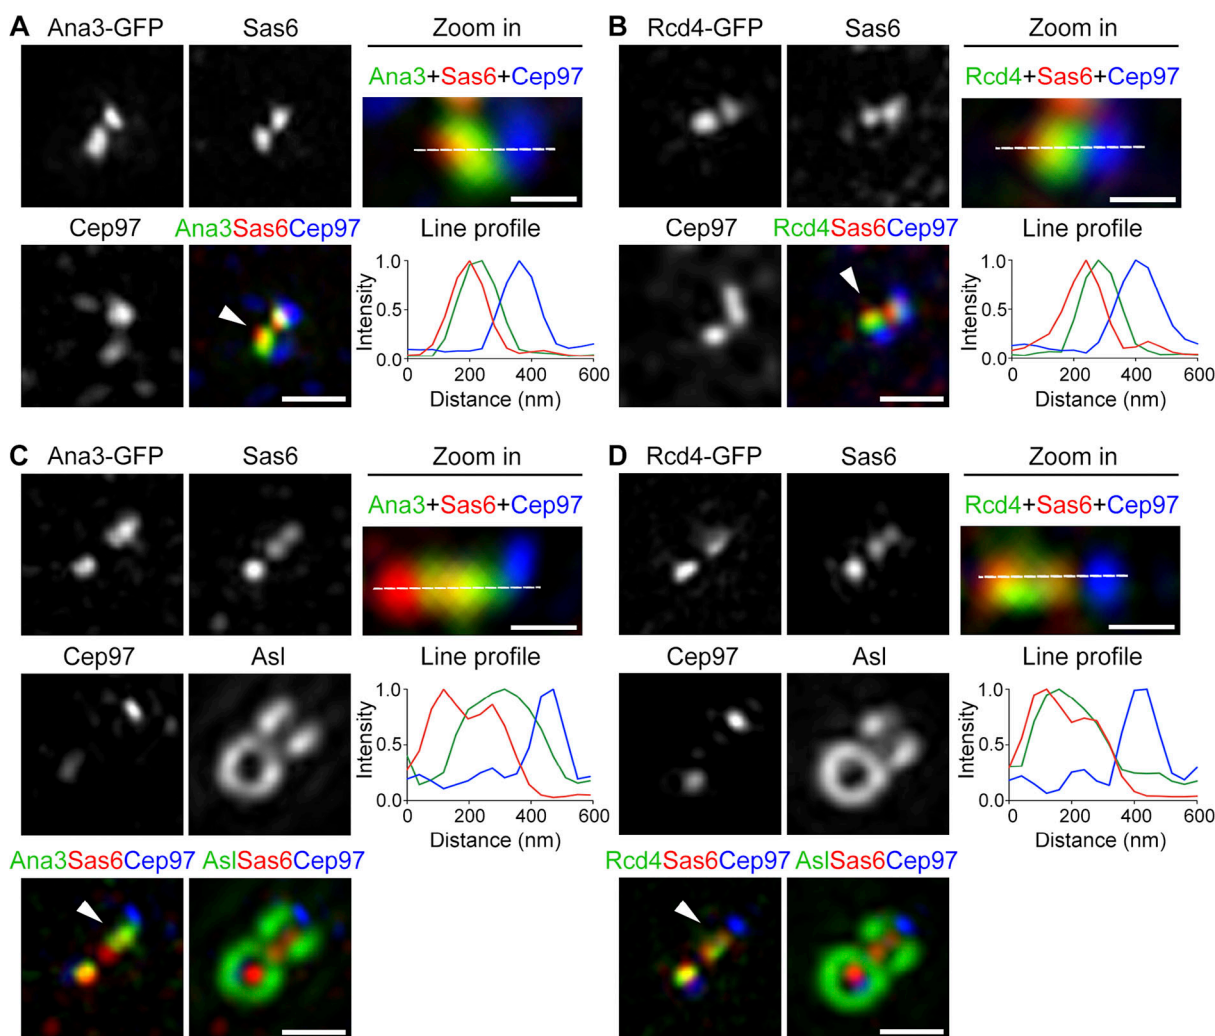 A Ana3-GFP Sas6 Zoom in
Ana3+Sas6+Cep97
Cep97 Ana3Sas6Cep97 Line profile
Intensity
1.0
0.5
0.0
0 200 400 600
Distance (nm)
B Rcd4-GFP Sas6 Zoom in
Rcd4+Sas6+Cep97
Cep97 Rcd4Sas6Cep97 Line profile
Intensity
1.0
0.5
0.0
0 200 400 600
Distance (nm)
C Ana3-GFP Sas6 Zoom in
Ana3+Sas6+Cep97
Cep97 Asl Line profile
Intensity
1.0
0.5
0.0
0 200 400 600
Distance (nm)
Ana3Sas6Cep97 AslSas6Cep97
D Rcd4-GFP Sas6 Zoom in
Rcd4+Sas6+Cep97
Cep97 Asl Line profile
Intensity
1.0
0.5
0.0
0 200 400 600
Distance (nm)
Rcd4Sas6Cep97 AslSas6Cep97